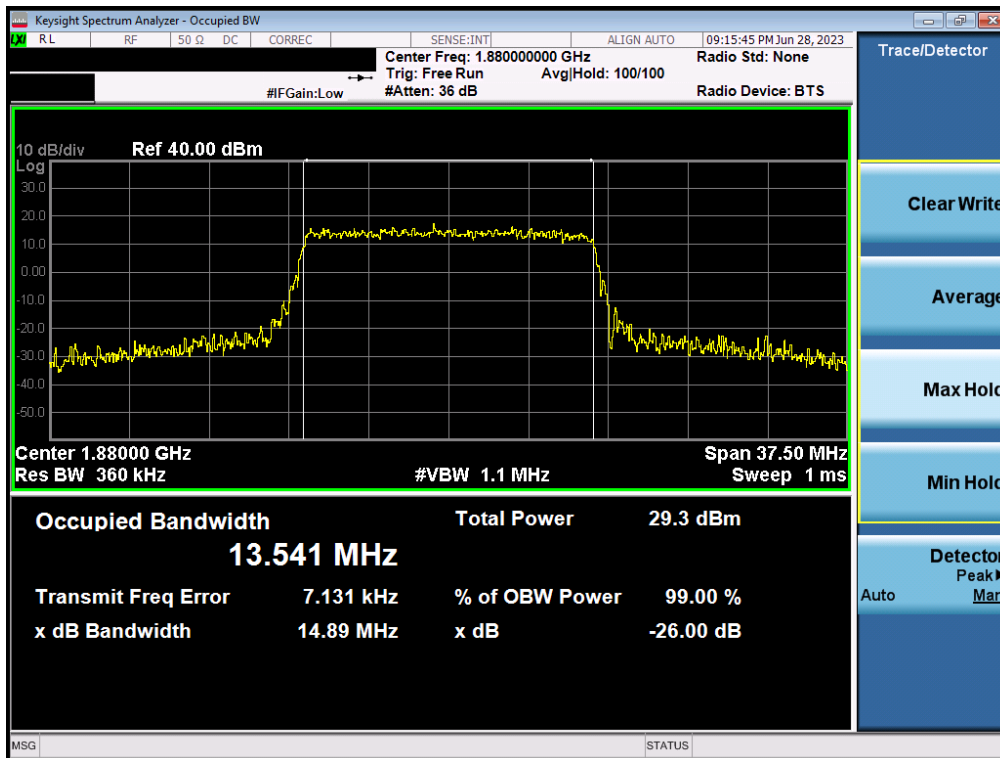 Keysight Spectrum Analyzer - Occupied BW
LXI RL RF 50 Ω DC CORREC SENSE:INT ALIGN AUTO 09:15:45 PM Jun 28, 2023
Center Freq: 1.880000000 GHz Radio Std: None
Trig: Free Run Avg|Hold: 100/100
#IFGain:Low #Atten: 36 dB Radio Device: BTS
10 dB/div Ref 40.00 dBm
Log
30.0
20.0
10.0
0.00
-10.0
-20.0
-30.0
-40.0
-50.0
Center 1.88000 GHz Span 37.50 MHz
Res BW 360 kHz #VBW 1.1 MHz Sweep 1 ms
Occupied Bandwidth Total Power 29.3 dBm
13.541 MHz
Transmit Freq Error 7.131 kHz % of OBW Power 99.00 %
x dB Bandwidth 14.89 MHz x dB -26.00 dB
Trace/Detector
Clear Write
Average
Max Hold
Min Hold
Detector
Peak
Auto Man
MSG STATUS